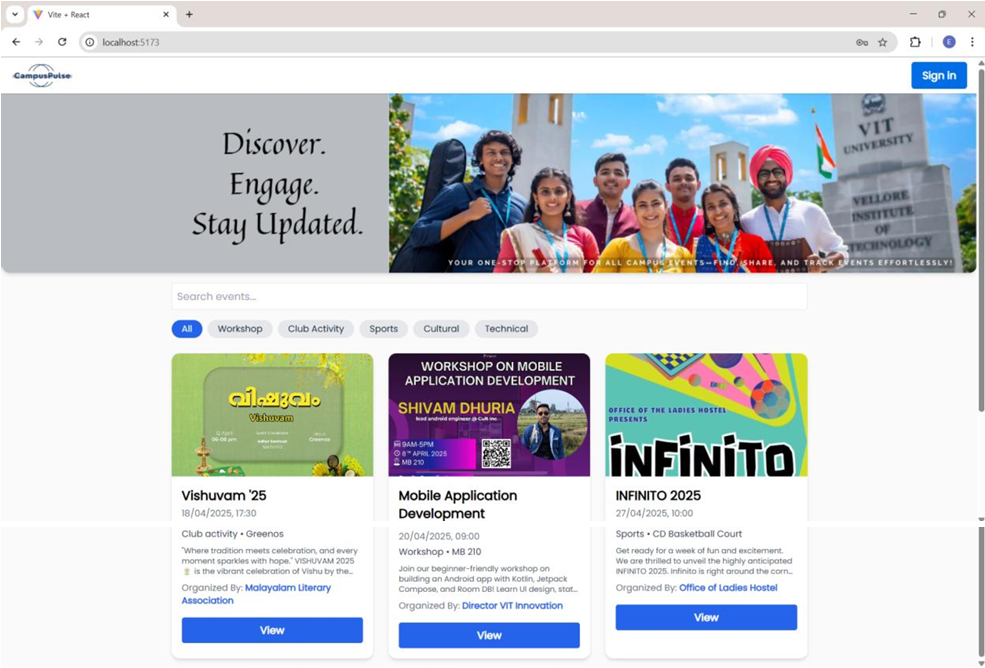 Vite + React
localhost:5173
CampusPulse
Sign in
Discover.
Engage.
Stay Updated.
VIT
UNIVERSITY
VELLORE
INSTITUTE
OF
TECHNOLOGY
YOUR ONE-STOP PLATFORM FOR ALL CAMPUS EVENTS—FIND, SHARE, AND TRACK EVENTS EFFORTLESSLY!
Search events...
All
Workshop
Club Activity
Sports
Cultural
Technical
വിഷുവം
Vishuvam
Greenos
Vishuvam '25
18/04/2025, 17:30
Club activity • Greenos
"Where tradition meets celebration, and every
moment sparkles with hope." VISHUVAM 2025
is the vibrant celebration of Vishu by the...
Organized By: Malayalam Literary
Association
View
WORKSHOP ON MOBILE
APPLICATION DEVELOPMENT
SHIVAM DHURIA
lead android engineer @ Cult Inc.
9AM-5PM
8TH APRIL 2025
MB 210
Mobile Application
Development
20/04/2025, 09:00
Workshop • MB 210
Join our beginner-friendly workshop on
building an Android app with Kotlin, Jetpack
Compose, and Room DB! Learn UI design, stat...
Organized By: Director VIT Innovation
View
OFFICE OF THE LADIES HOSTEL
PRESENTS
INFINITO
INFINITO 2025
27/04/2025, 10:00
Sports • CD Basketball Court
Get ready for a week of fun and excitement.
We are thrilled to unveil the highly anticipated
INFINITO 2025. Infinito is right around the corn...
Organized By: Office of Ladies Hostel
View